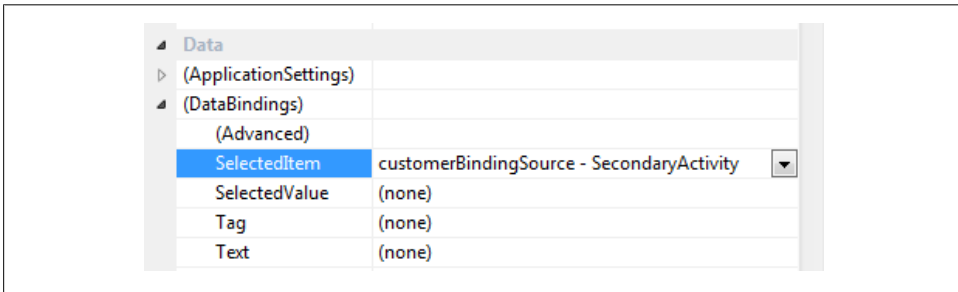 Data
(ApplicationSettings)
(DataBindings)
(Advanced)
SelectedItem customerBindingSource - SecondaryActivity
SelectedValue (none)
Tag (none)
Text (none)